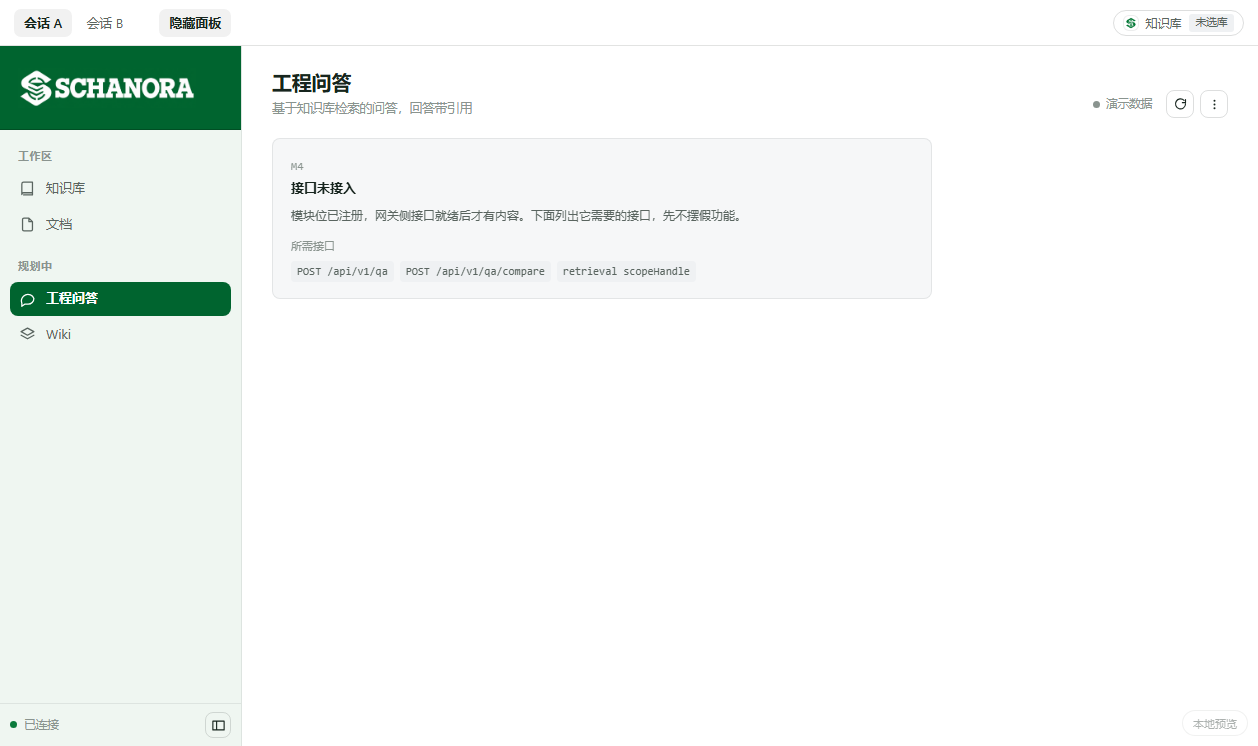 会话 A
会话 B
隐藏面板
知识库
未选库
SCHANORA
工作区
知识库
文档
规划中
工程问答
Wiki
已连接
工程问答
基于知识库检索的问答，回答带引用
演示数据
M4
接口未接入
模块位已注册，网关侧接口就绪后才有内容。下面列出它需要的接口，先不摆假功能。
所需接口
POST /api/v1/qa
POST /api/v1/qa/compare
retrieval scopeHandle
本地预览